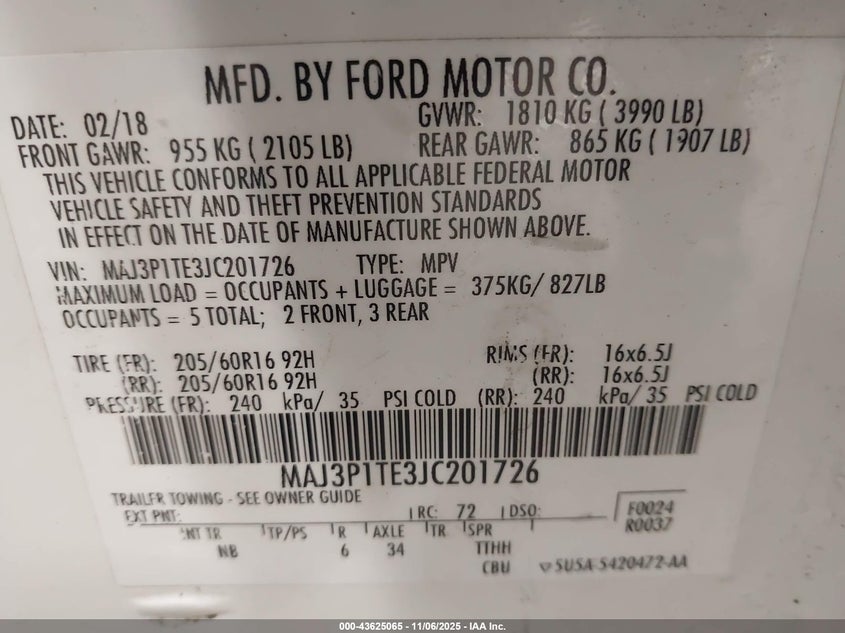 MFD. BY FORD MOTOR CO.
DATE: 02/18 GVWR: 1810 KG ( 3990 LB)
FRONT GAWR: 955 KG ( 2105 LB) REAR GAWR: 865 KG ( 1907 LB)
THIS VEHICLE CONFORMS TO ALL APPLICABLE FEDERAL MOTOR
VEHICLE SAFETY AND THEFT PREVENTION STANDARDS
IN EFFECT ON THE DATE OF MANUFACTURE SHOWN ABOVE.
VIN: MAJ3P1TE3JC201726 TYPE: MPV
MAXIMUM LOAD = OCCUPANTS + LUGGAGE = 375KG/ 827LB
OCCUPANTS = 5 TOTAL; 2 FRONT, 3 REAR
TIRE (FR): 205/60R16 92H RIMS (FR): 16x6.5J
(RR): 205/60R16 92H (RR): 16x6.5J
PRESSURE (FR): 240 kPa/ 35 PSI COLD (RR): 240 kPa/ 35 PSI COLD
MAJ3P1TE3JC201726
TRAILER TOWING - SEE OWNER GUIDE
EXT PNT: RC: 72 DSO: F0024
R0037
INT TR TP/PS R AXLE TR SPR
NB 6 34 TTHH
CBU 5U5A-5420472-AA
000-43625065 - 11/06/2025 - IAA Inc.